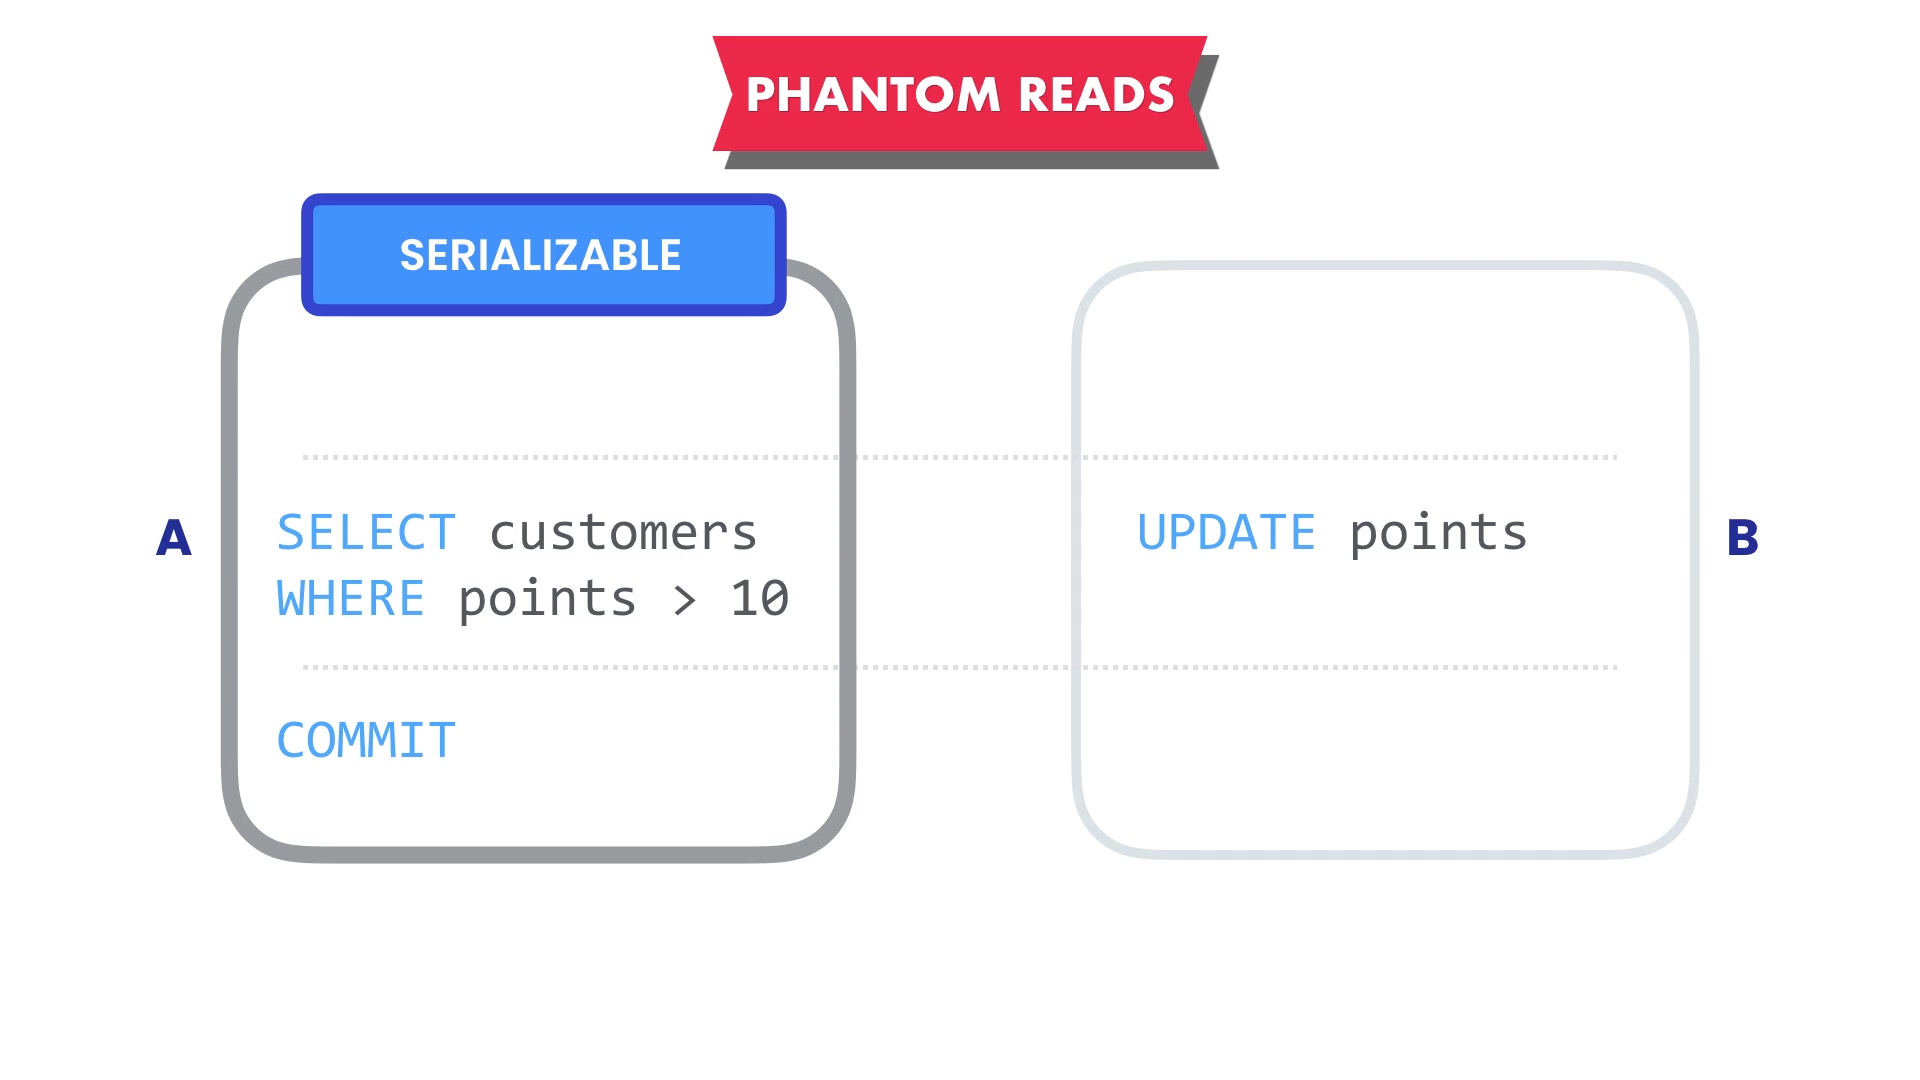 PHANTOM READS
SERIALIZABLE
A
SELECT customers
WHERE points > 10
COMMIT
UPDATE points
B